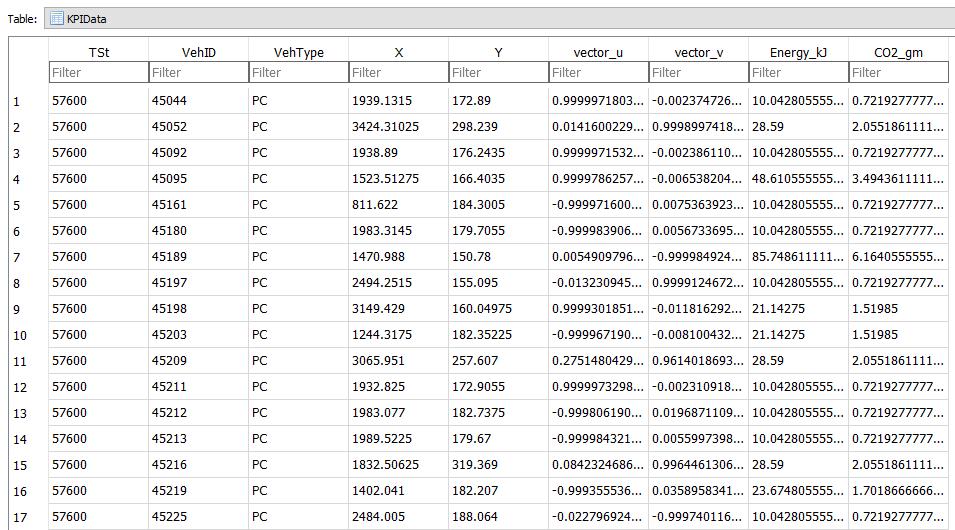 Table: KPIData
TSt VehID VehType X Y vector_u vector_v Energy_kJ CO2_gm
Filter Filter Filter Filter Filter Filter Filter Filter Filter
1 57600 45044 PC 1939.1315 172.89 0.9999971803... -0.002374726... 10.042805555... 0.7219277777...
2 57600 45052 PC 3424.31025 298.239 0.0141600229... 0.9998997418... 28.59 2.0551861111...
3 57600 45092 PC 1938.89 176.2435 0.9999971532... -0.002386110... 10.042805555... 0.7219277777...
4 57600 45095 PC 1523.51275 166.4035 0.9999786257... -0.006538204... 48.610555555... 3.4943611111...
5 57600 45161 PC 811.622 184.3005 -0.999971600... 0.0075363923... 10.042805555... 0.7219277777...
6 57600 45180 PC 1983.3145 179.7055 -0.999983906... 0.0056733695... 10.042805555... 0.7219277777...
7 57600 45189 PC 1470.988 150.78 0.0054909796... -0.999984924... 85.748611111... 6.1640555555...
8 57600 45197 PC 2494.2515 155.095 -0.013230945... 0.9999124672... 10.042805555... 0.7219277777...
9 57600 45198 PC 3149.429 160.04975 0.9999301851... -0.011816292... 21.14275 1.51985
10 57600 45203 PC 1244.3175 182.35225 -0.999967190... -0.008100432... 21.14275 1.51985
11 57600 45209 PC 3065.951 257.607 0.2751480429... 0.9614018693... 28.59 2.0551861111...
12 57600 45211 PC 1932.825 172.9055 0.9999973298... -0.002310918... 10.042805555... 0.7219277777...
13 57600 45212 PC 1983.077 182.7375 -0.999806190... 0.0196871109... 10.042805555... 0.7219277777...
14 57600 45213 PC 1989.5225 179.67 -0.999984321... 0.0055997398... 10.042805555... 0.7219277777...
15 57600 45216 PC 1832.50625 319.369 0.0842324686... 0.9964461306... 28.59 2.0551861111...
16 57600 45219 PC 1402.041 182.207 -0.999355536... 0.0358958341... 23.674805555... 1.7018666666...
17 57600 45225 PC 2484.005 188.064 -0.022796924... -0.999740116... 10.042805555... 0.7219277777...